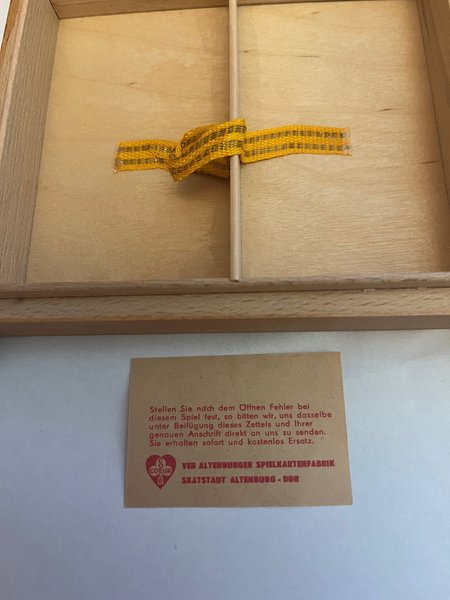 Stellen Sie nach dem Öffnen Fehler bei
diesem Spiel fest, so bitten wir, uns dasselbe
unter Beifügung dieses Zettels und Ihrer
genauen Anschrift direkt an uns zu senden.
Sie erhalten sofort und kostenlos Ersatz.
COEUR
VEB ALTENBURGER SPIELKARTENFABRIK
SKATSTADT ALTENBURG - DDR